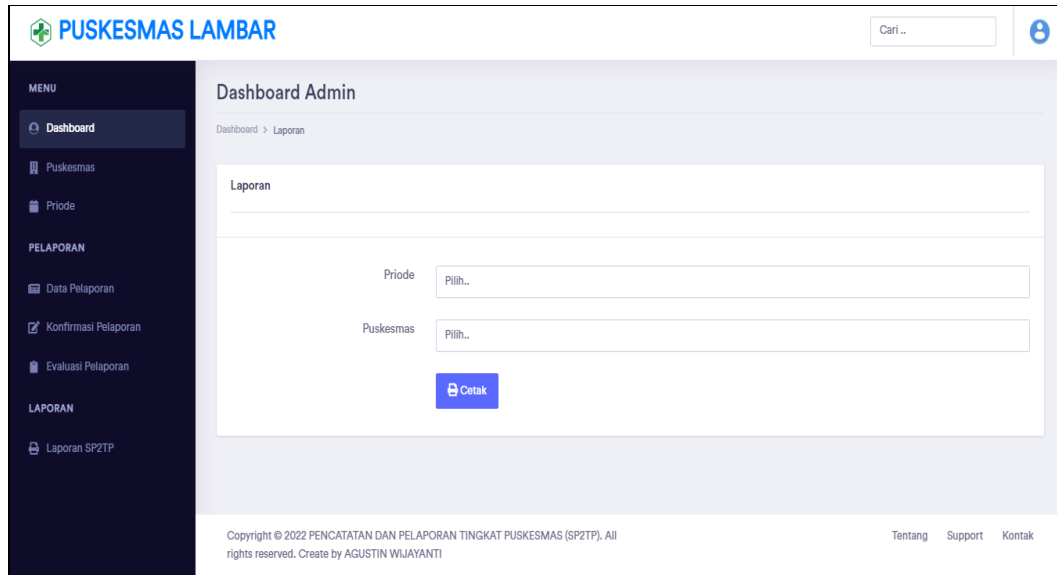 PUSKESMAS LAMBAR
Cari ..
MENU
Dashboard
Puskesmas
Priode
PELAPORAN
Data Pelaporan
Konfirmasi Pelaporan
Evaluasi Pelaporan
LAPORAN
Laporan SP2TP
Dashboard Admin
Dashboard > Laporan
Laporan
Priode Pilih..
Puskesmas Pilih..
Cetak
Copyright © 2022 PENCATATAN DAN PELAPORAN TINGKAT PUSKESMAS (SP2TP). All
rights reserved. Create by AGUSTIN WIJAYANTI
Tentang Support Kontak